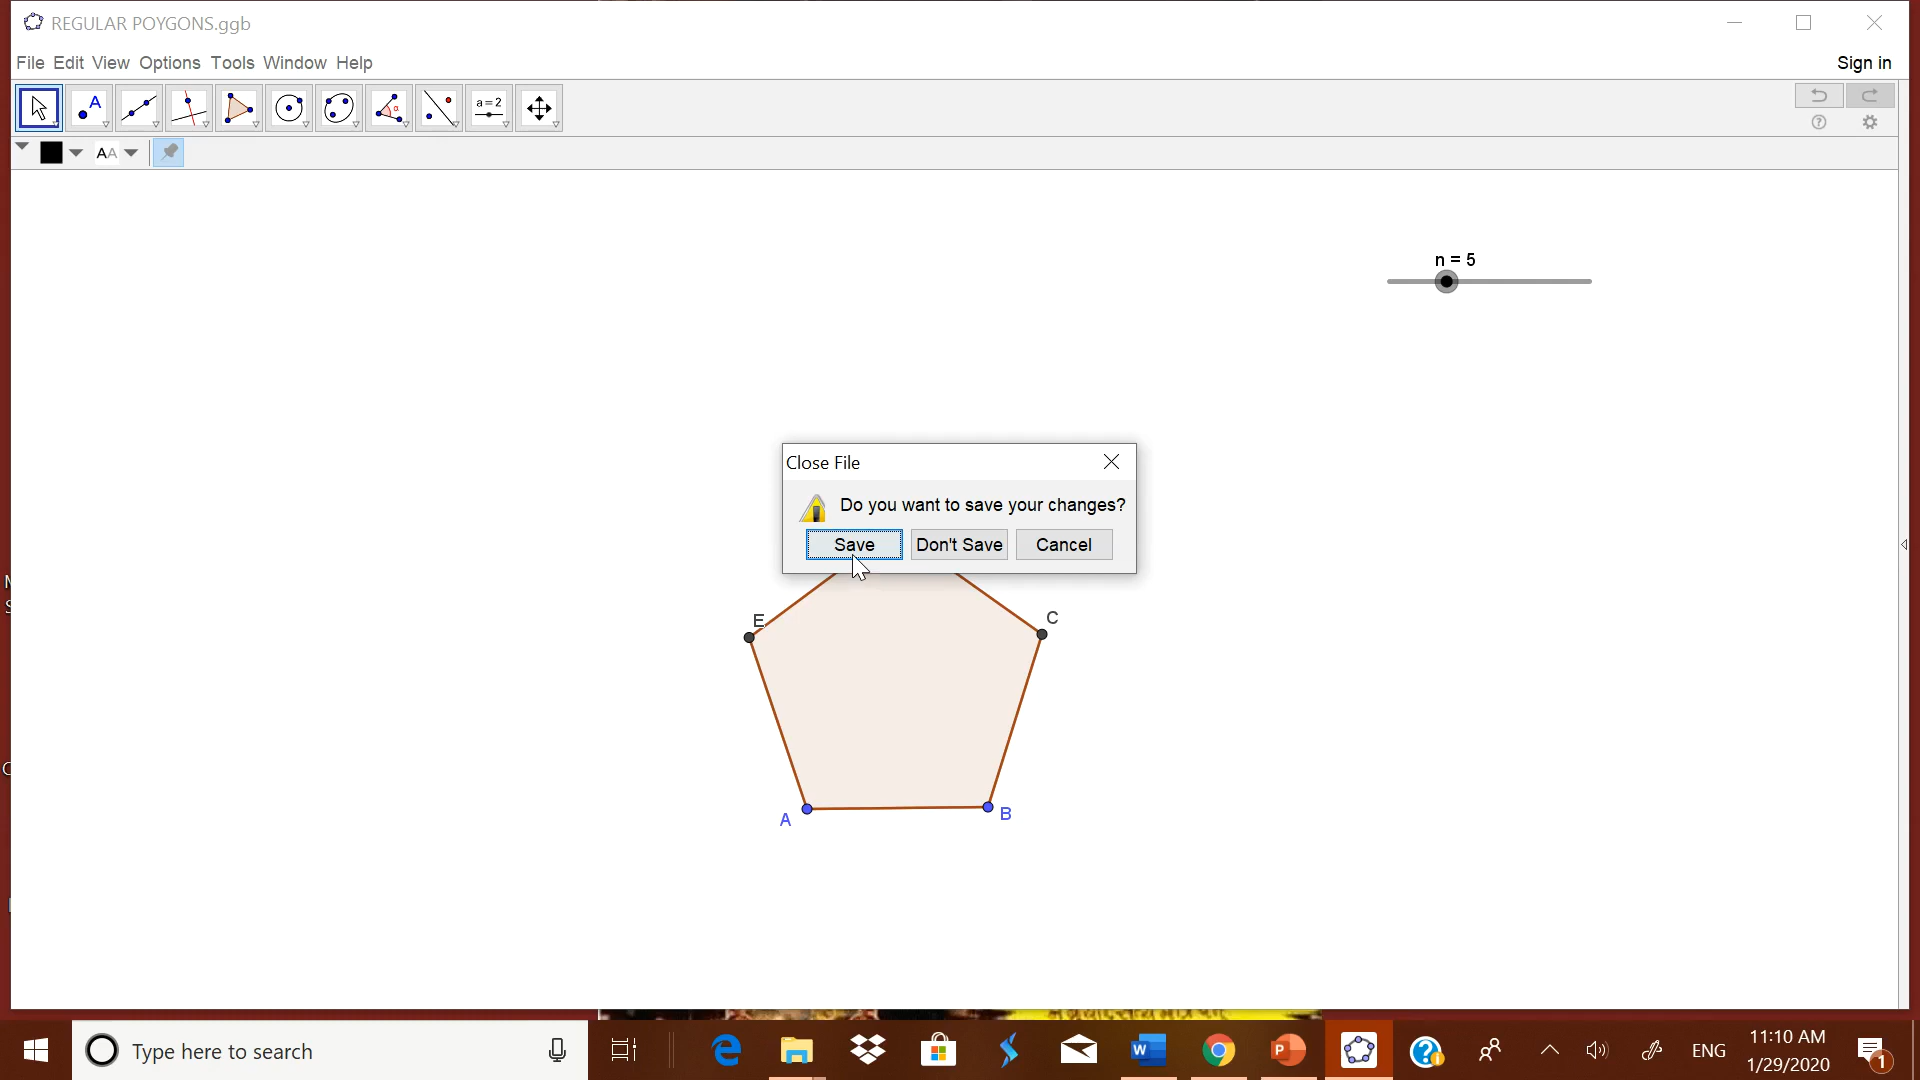 REGULAR POYGONS.ggb
File Edit View Options Tools Window Help
Sign in
A
α
a = 2
AA
n = 5
Close File
Do you want to save your changes?
Save Don't Save Cancel
E
C
A
B
Type here to search
ENG
11:10 AM
1/29/2020
1